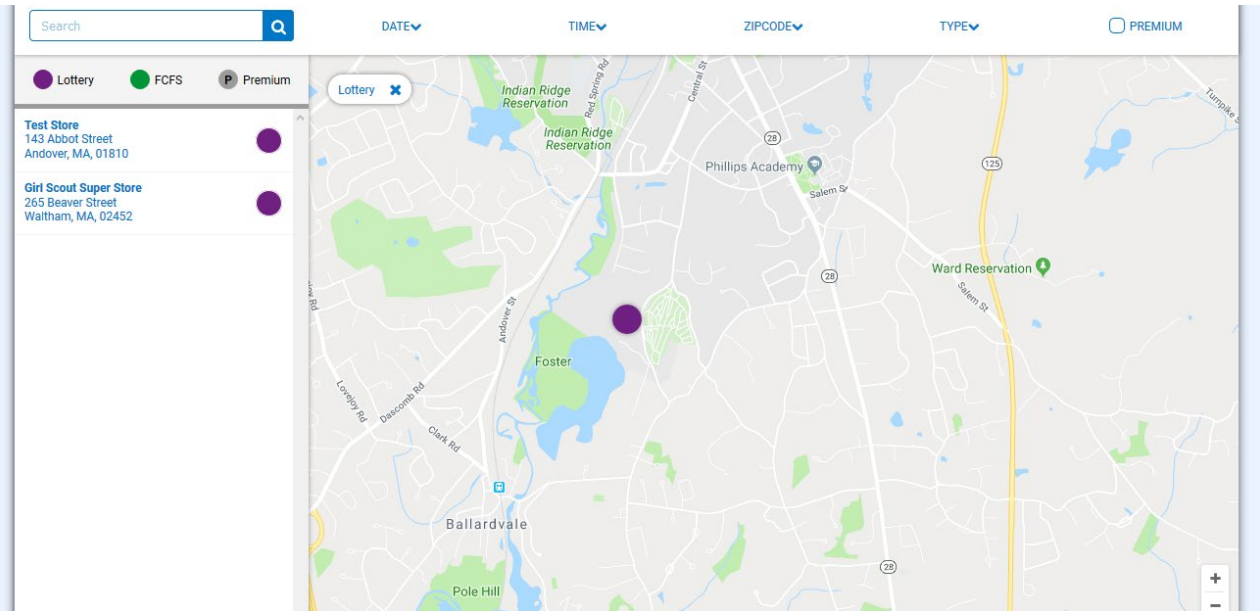 Search
DATE
TIME
ZIPCODE
TYPE
PREMIUM
Lottery
FCFS
P Premium
Test Store
143 Abbot Street
Andover, MA, 01810
Girl Scout Super Store
265 Beaver Street
Waltham, MA, 02452
Lottery
Indian Ridge
Reservation
Red Spring Rd
Central St
Turnpike S
Indian Ridge
Reservation
28
125
Phillips Academy
Salem St
Ward Reservation
28
Salem St
Andover St
Foster
Lovejoy Rd
Dascomb Rd
Clark Rd
Ballardvale
28
Pole Hill
+
−